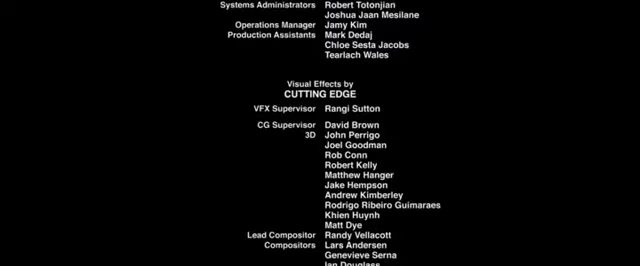 Systems Administrators Robert Totonjian
Joshua Jaan Mesilane
Operations Manager Jamy Kim
Production Assistants Mark Dedaj
Chloe Sesta Jacobs
Tearlach Wales
Visual Effects by
CUTTING EDGE
VFX Supervisor Rangi Sutton
CG Supervisor David Brown
3D John Perrigo
Joel Goodman
Rob Conn
Robert Kelly
Matthew Hanger
Jake Hempson
Andrew Kimberley
Rodrigo Ribeiro Guimaraes
Khien Huynh
Matt Dye
Lead Compositor Randy Vellacott
Compositors Lars Andersen
Genevieve Serna
Ian Douglass